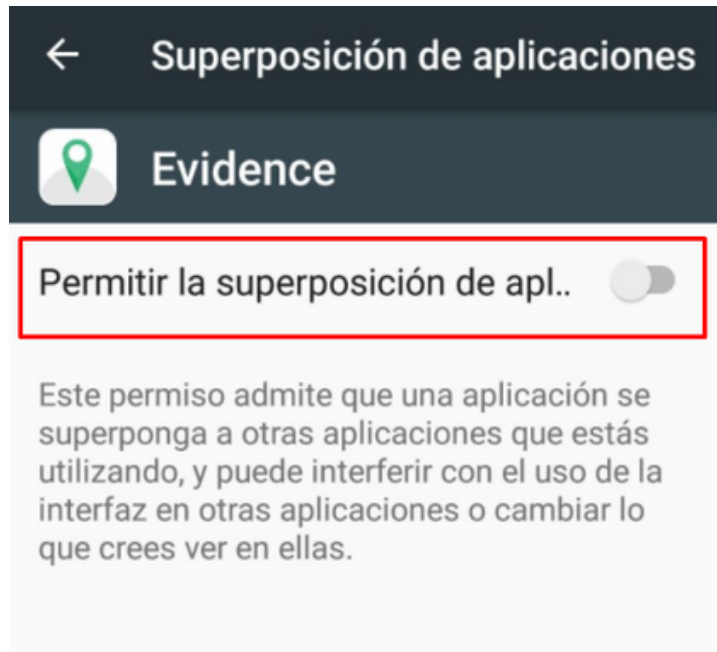 Superposición de aplicaciones
Evidence
Permitir la superposición de apl..
Este permiso admite que una aplicación se
superponga a otras aplicaciones que estás
utilizando, y puede interferir con el uso de la
interfaz en otras aplicaciones o cambiar lo
que crees ver en ellas.